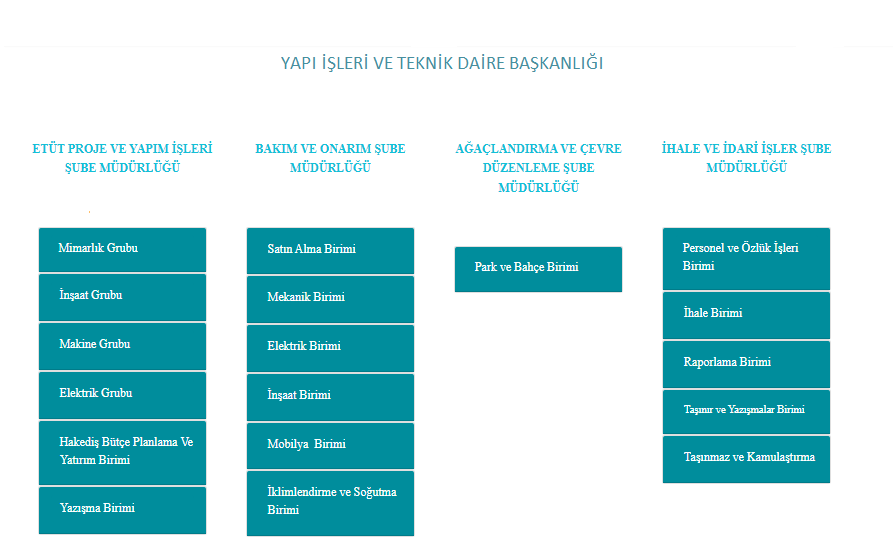 YAPI İŞLERİ VE TEKNİK DAİRE BAŞKANLIĞI
ETÜT PROJE VE YAPIM İŞLERİ
ŞUBE MÜDÜRLÜĞÜ
Mimarlık Grubu
İnşaat Grubu
Makine Grubu
Elektrik Grubu
Hakediş Bütçe Planlama Ve
Yatırım Birimi
Yazışma Birimi
BAKIM VE ONARIM ŞUBE
MÜDÜRLÜĞÜ
Satın Alma Birimi
Mekanik Birimi
Elektrik Birimi
İnşaat Birimi
Mobilya Birimi
İklimlendirme ve Soğutma
Birimi
AĞAÇLANDIRMA VE ÇEVRE
DÜZENLEME ŞUBE
MÜDÜRLÜĞÜ
Park ve Bahçe Birimi
İHALE VE İDARİ İŞLER ŞUBE
MÜDÜRLÜĞÜ
Personel ve Özlük İşleri
Birimi
İhale Birimi
Raporlama Birimi
Taşınır ve Yazışmalar Birimi
Taşınmaz ve Kamulaştırma